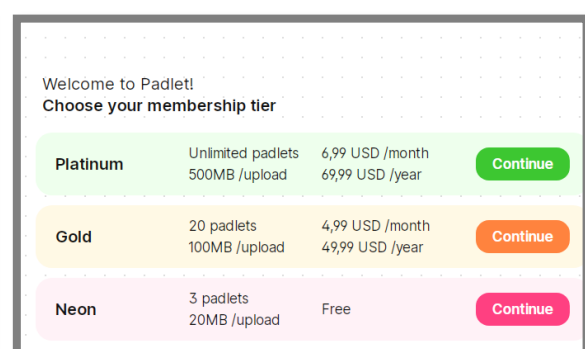 Welcome to Padlet!
Choose your membership tier
Platinum
Unlimited padlets
500MB /upload
6,99 USD /month
69,99 USD /year
Continue
Gold
20 padlets
100MB /upload
4,99 USD /month
49,99 USD /year
Continue
Neon
3 padlets
20MB /upload
Free
Continue